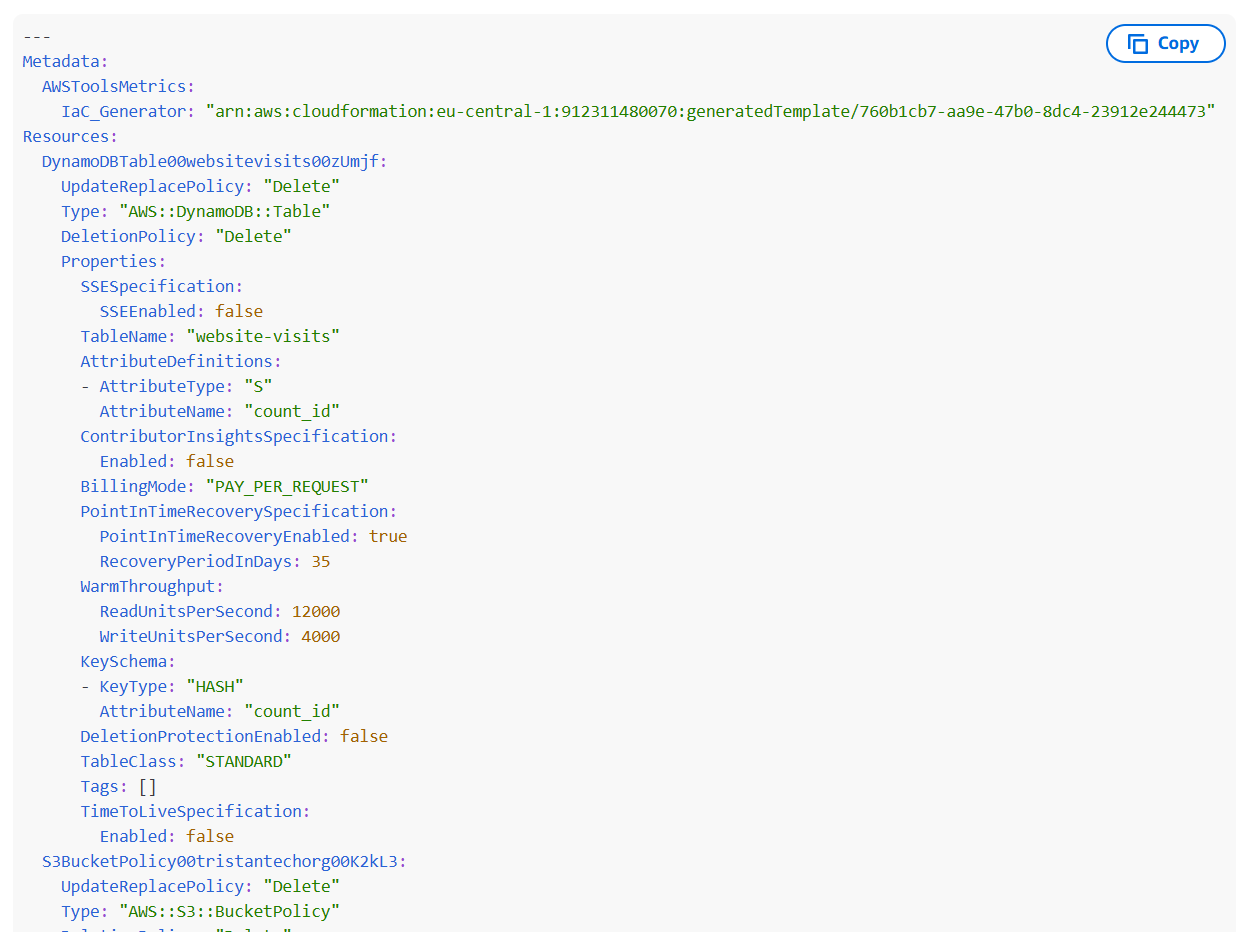 ---
Copy
Metadata:
  AWSToolsMetrics:
    IaC_Generator: "arn:aws:cloudformation:eu-central-1:912311480070:generatedTemplate/760b1cb7-aa9e-47b0-8dc4-23912e244473"
Resources:
  DynamoDBTable00websitevisits00zUmjf:
    UpdateReplacePolicy: "Delete"
    Type: "AWS::DynamoDB::Table"
    DeletionPolicy: "Delete"
    Properties:
      SSESpecification:
        SSEEnabled: false
      TableName: "website-visits"
      AttributeDefinitions:
      - AttributeType: "S"
        AttributeName: "count_id"
      ContributorInsightsSpecification:
        Enabled: false
      BillingMode: "PAY_PER_REQUEST"
      PointInTimeRecoverySpecification:
        PointInTimeRecoveryEnabled: true
        RecoveryPeriodInDays: 35
      WarmThroughput:
        ReadUnitsPerSecond: 12000
        WriteUnitsPerSecond: 4000
      KeySchema:
      - KeyType: "HASH"
        AttributeName: "count_id"
      DeletionProtectionEnabled: false
      TableClass: "STANDARD"
      Tags: []
      TimeToLiveSpecification:
        Enabled: false
  S3BucketPolicy00tristantechorg00K2kL3:
    UpdateReplacePolicy: "Delete"
    Type: "AWS::S3::BucketPolicy"